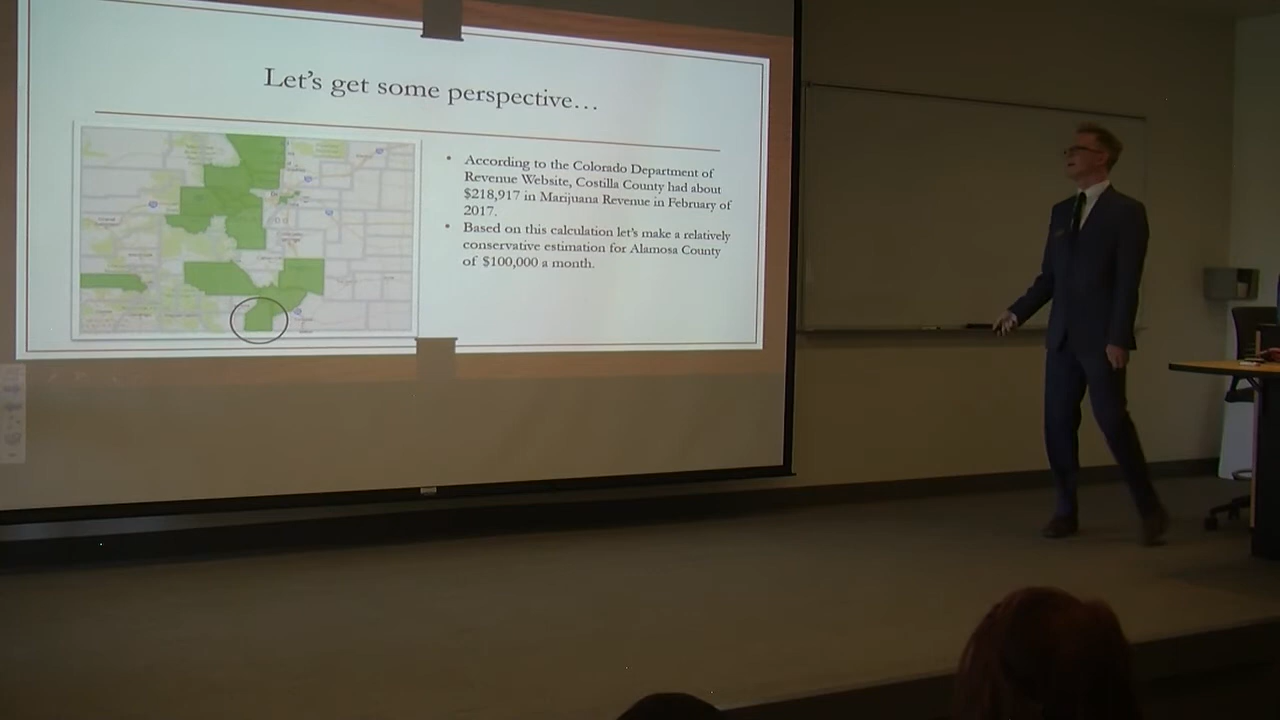 Let's get some perspective…
• According to the Colorado Department of
Revenue Website, Costilla County had about
$218,917 in Marijuana Revenue in February of
2017.
• Based on this calculation let's make a relatively
conservative estimation for Alamosa County
of $100,000 a month.